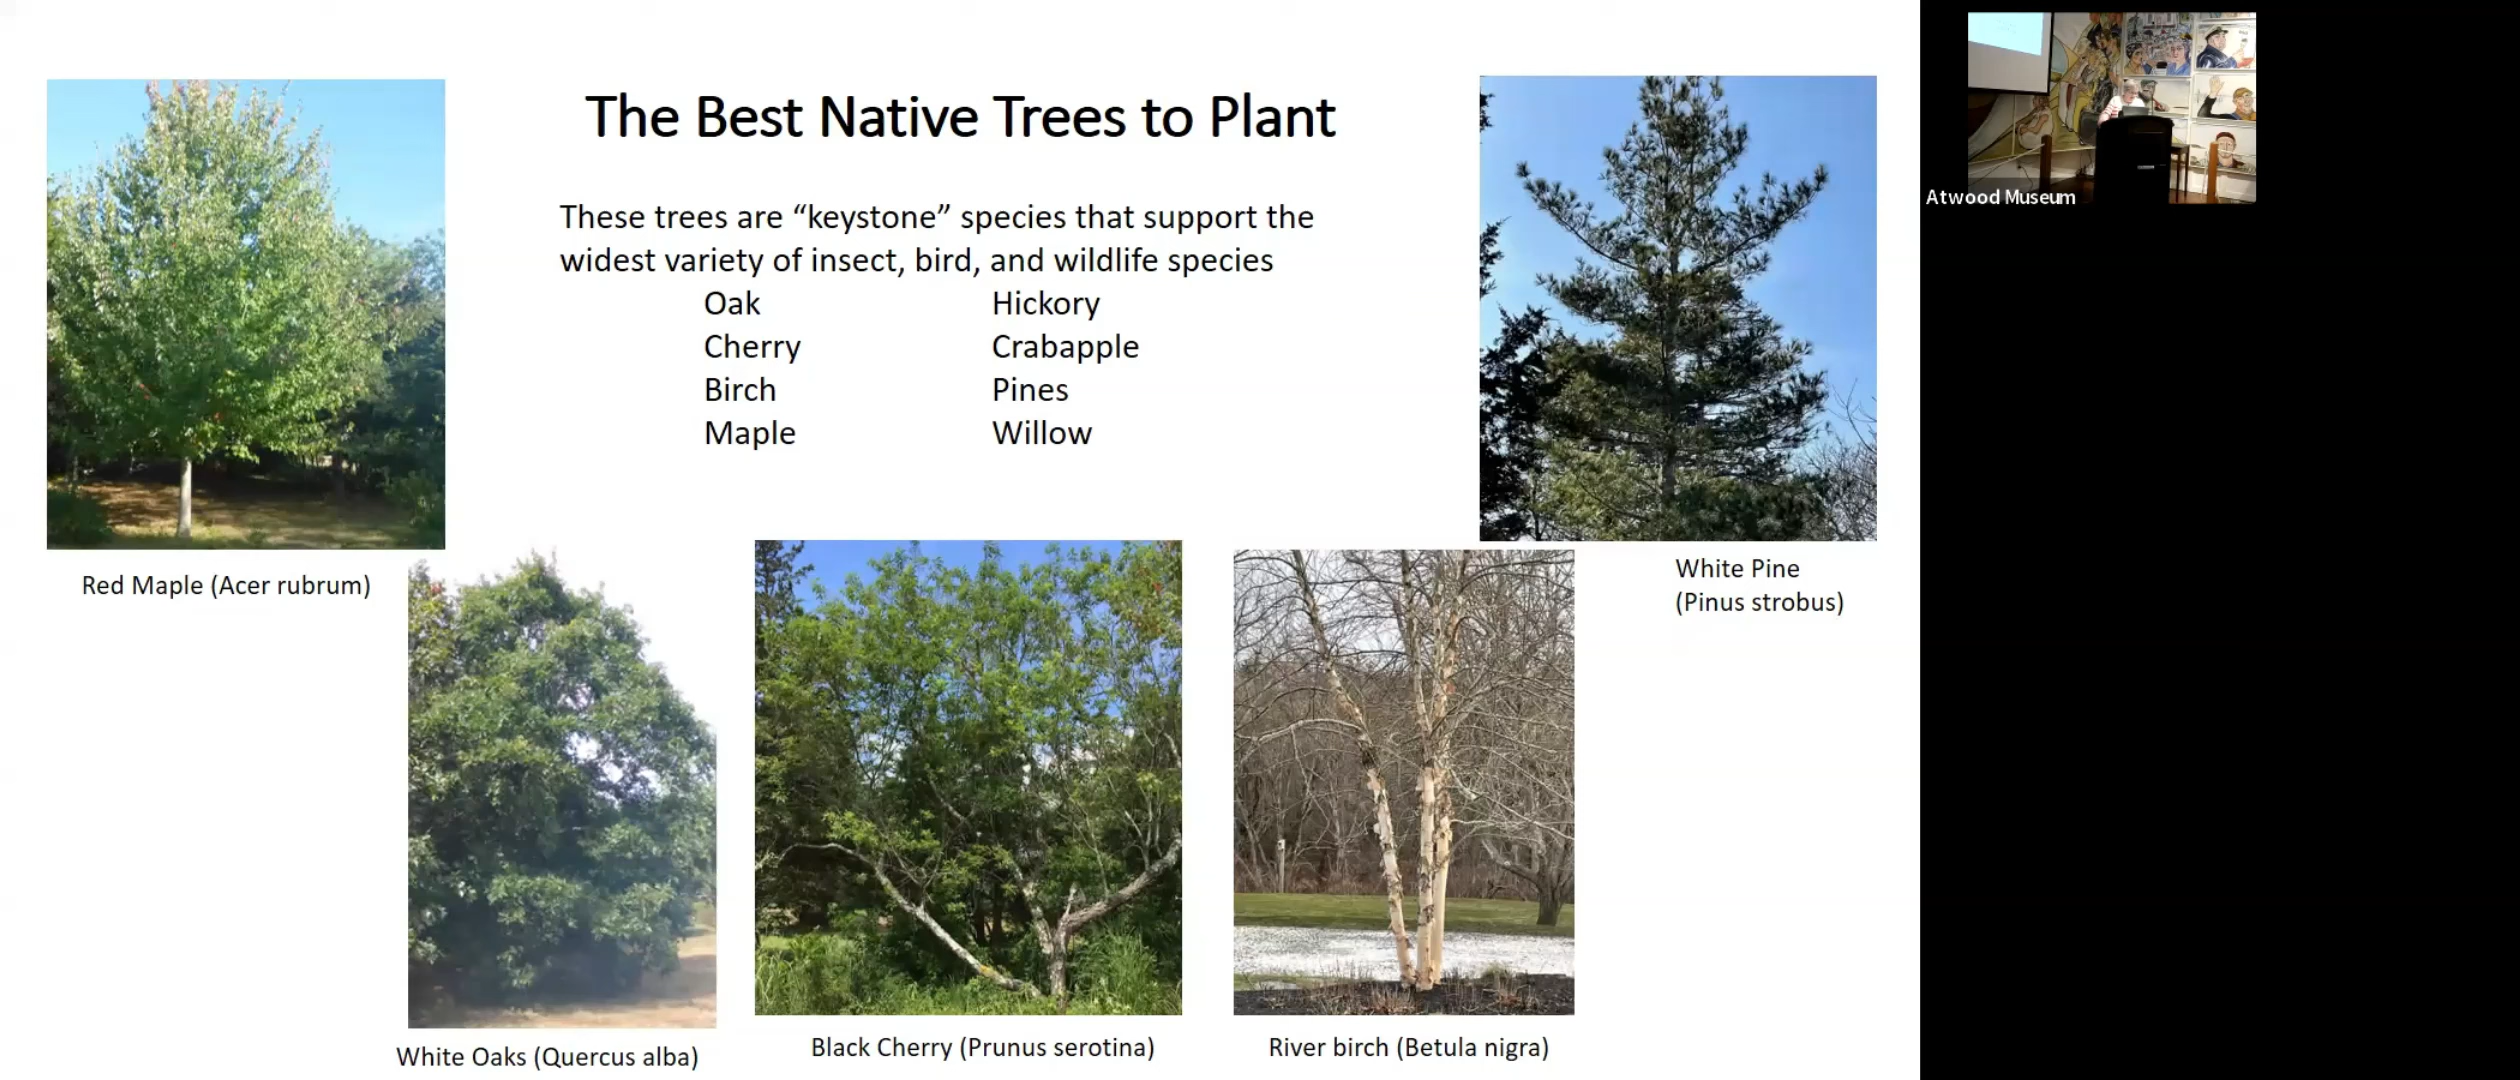 The Best Native Trees to Plant
These trees are “keystone” species that support the
widest variety of insect, bird, and wildlife species
Oak Hickory
Cherry Crabapple
Birch Pines
Maple Willow
Red Maple (Acer rubrum)
White Pine
(Pinus strobus)
White Oaks (Quercus alba)
Black Cherry (Prunus serotina)
River birch (Betula nigra)
Atwood Museum